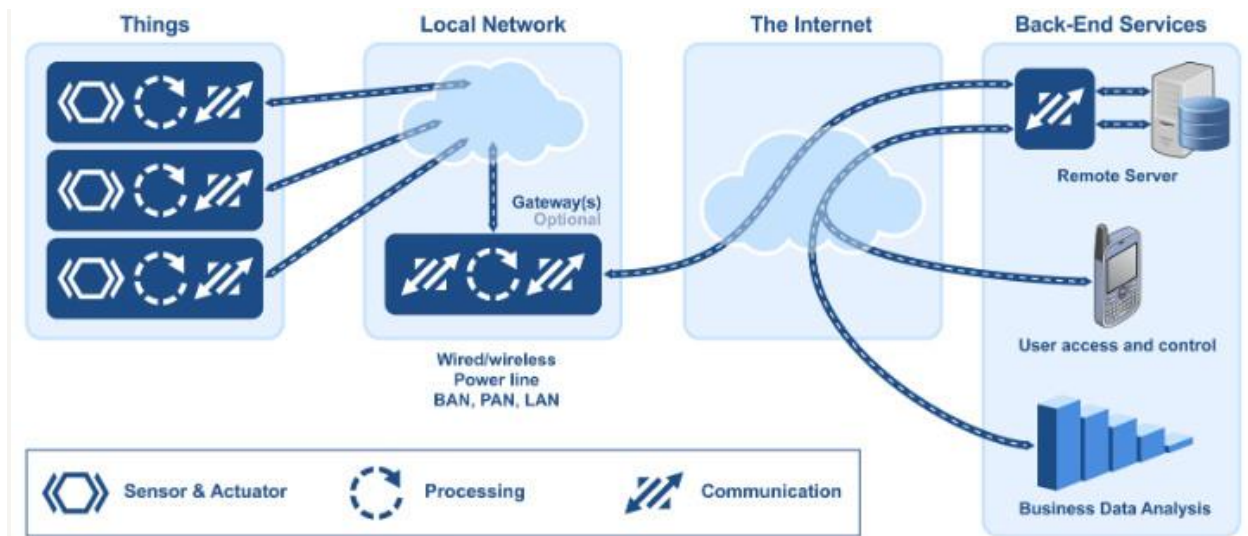 Things
Local Network
The Internet
Back-End Services
Gateway(s)
Optional
Wired/wireless
Power line
BAN, PAN, LAN
Remote Server
User access and control
Business Data Analysis
Sensor & Actuator
Processing
Communication